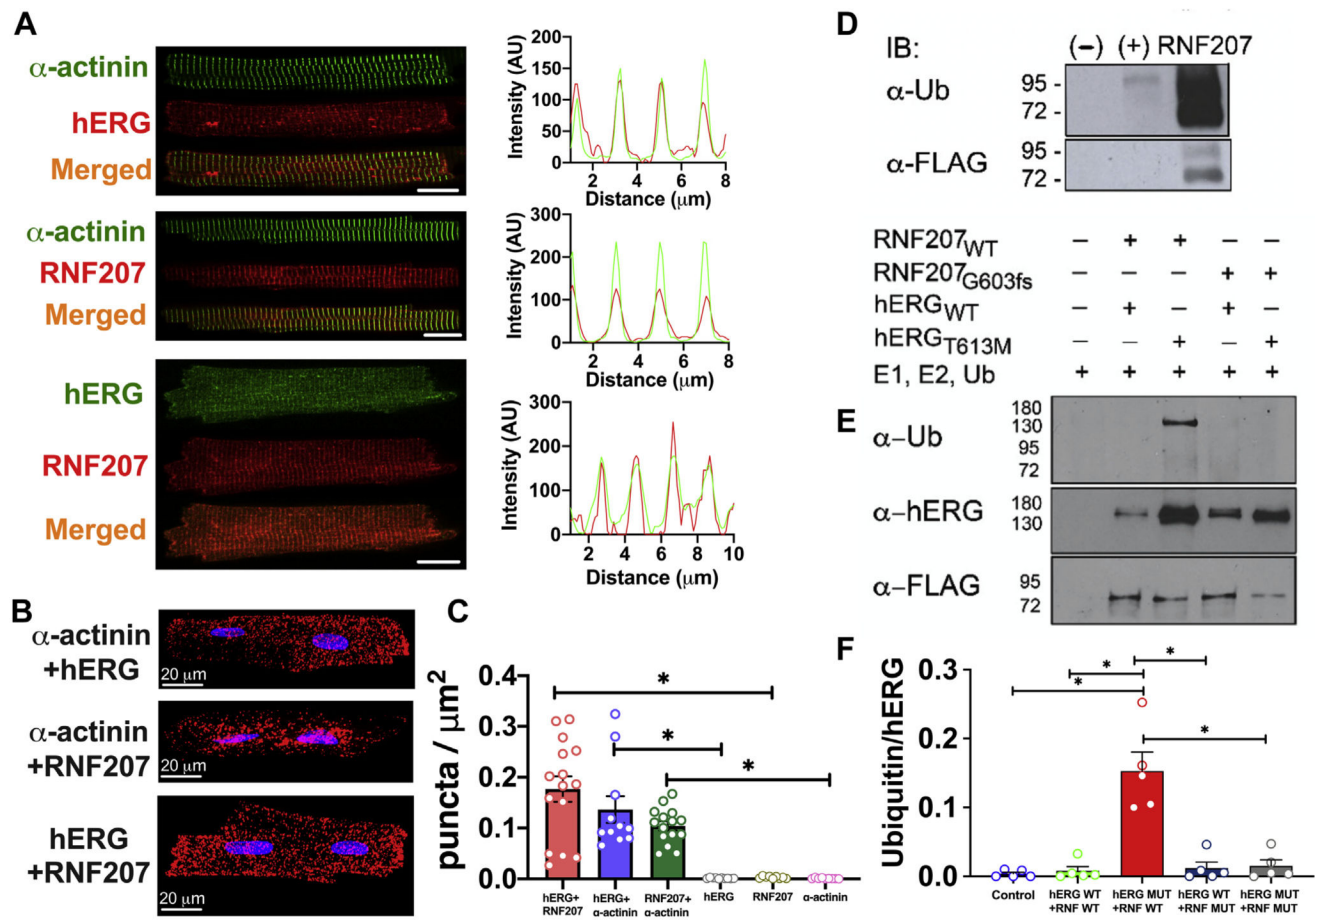 A
α-actinin
hERG
Merged
Intensity (AU)
200
150
100
50
0
2 4 6 8
Distance (μm)
α-actinin
RNF207
Merged
Intensity (AU)
300
200
100
0
2 4 6 8
Distance (μm)
hERG
RNF207
Merged
Intensity (AU)
300
200
100
0
2 4 6 8 10
Distance (μm)
B
α-actinin
+hERG
20 μm
α-actinin
+RNF207
20 μm
hERG
+RNF207
20 μm
C
puncta / μm²
0.4
0.3
0.2
0.1
0.0
* * *
hERG+
RNF207
hERG+
α-actinin
RNF207+
α-actinin
hERG
RNF207
α-actinin
D
IB: (-) (+) RNF207
α-Ub
95 -
72 -
α-FLAG
95 -
72 -
RNF207WT – + + – –
RNF207G603fs – – – + +
hERGWT – + – + –
hERGT613M – – + – +
E1, E2, Ub + + + + +
E
α–Ub
180
130
95
72
α–hERG
180
130
α–FLAG
95
72
F
Ubiquitin/hERG
0.3
0.2
0.1
0.0
* * * *
Control
hERG WT
+RNF WT
hERG MUT
+RNF WT
hERG WT
+RNF MUT
hERG MUT
+RNF MUT